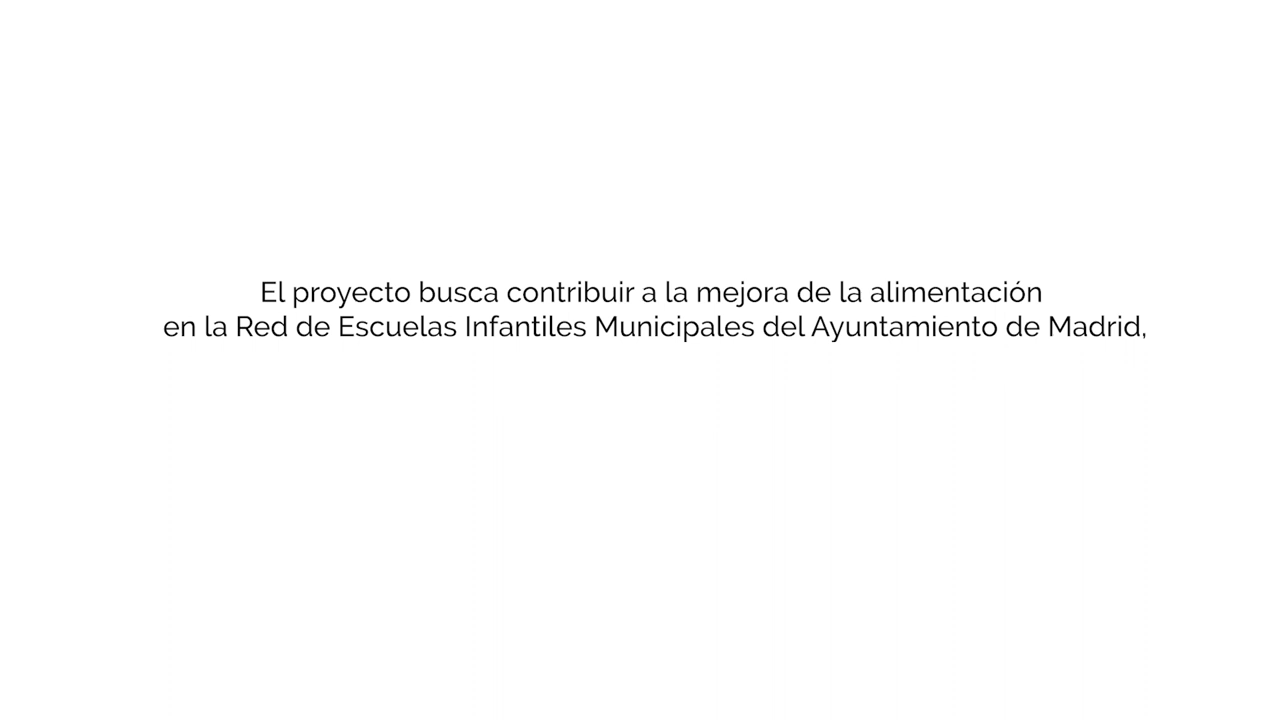 El proyecto busca contribuir a la mejora de la alimentación
en la Red de Escuelas Infantiles Municipales del Ayuntamiento de Madrid,